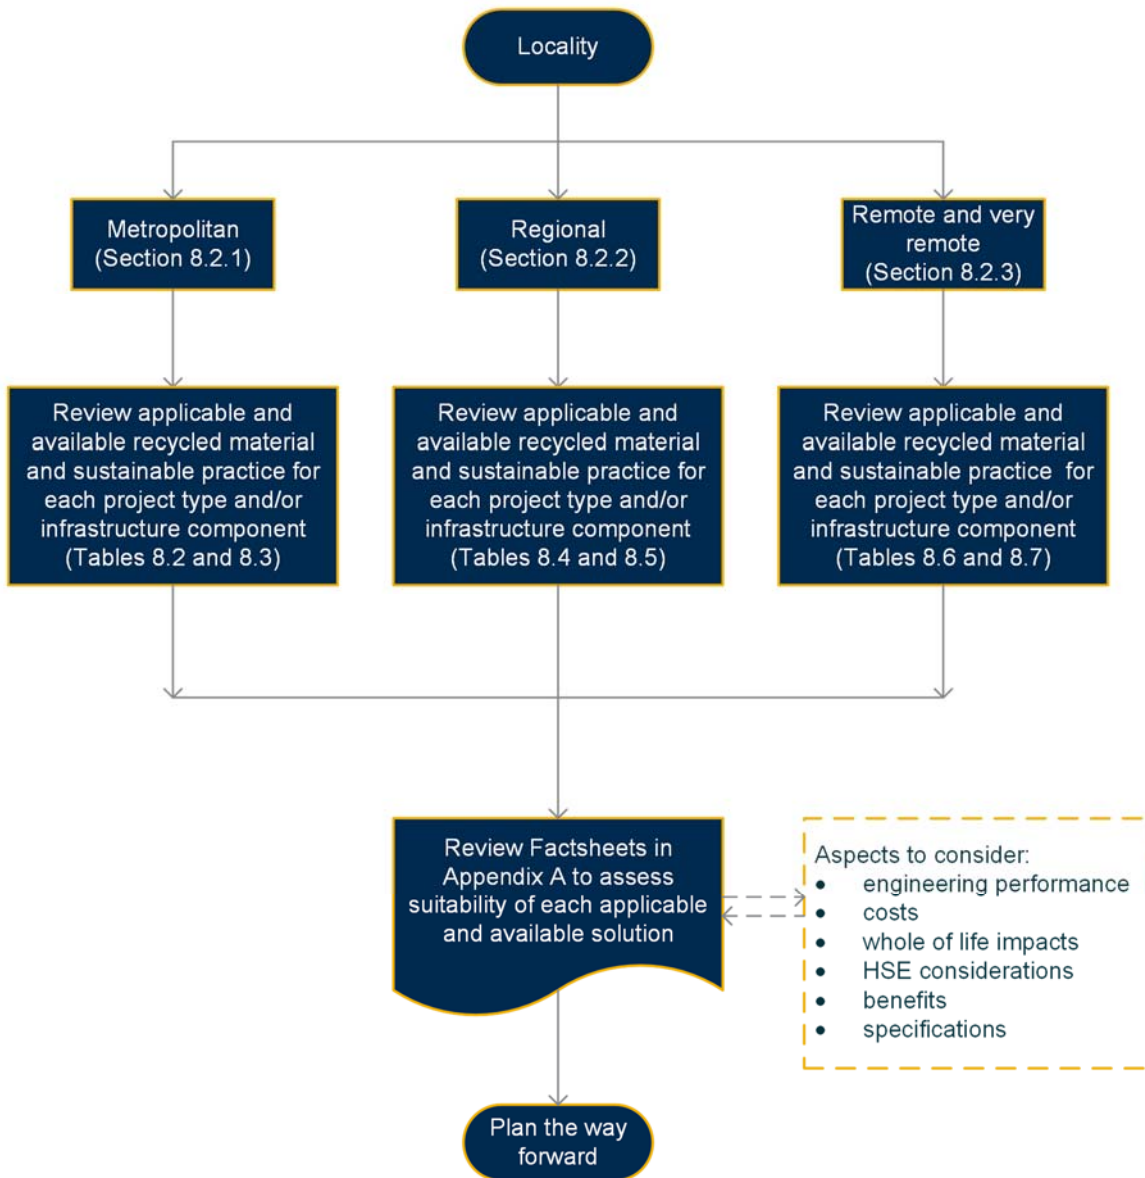 Locality
Metropolitan
(Section 8.2.1)
Regional
(Section 8.2.2)
Remote and very
remote
(Section 8.2.3)
Review applicable and
available recycled material
and sustainable practice for
each project type and/or
infrastructure component
(Tables 8.2 and 8.3)
Review applicable and
available recycled material
and sustainable practice for
each project type and/or
infrastructure component
(Tables 8.4 and 8.5)
Review applicable and
available recycled material
and sustainable practice for
each project type and/or
infrastructure component
(Tables 8.6 and 8.7)
Review Factsheets in
Appendix A to assess
suitability of each applicable
and available solution
Aspects to consider:
• engineering performance
• costs
• whole of life impacts
• HSE considerations
• benefits
• specifications
Plan the way
forward